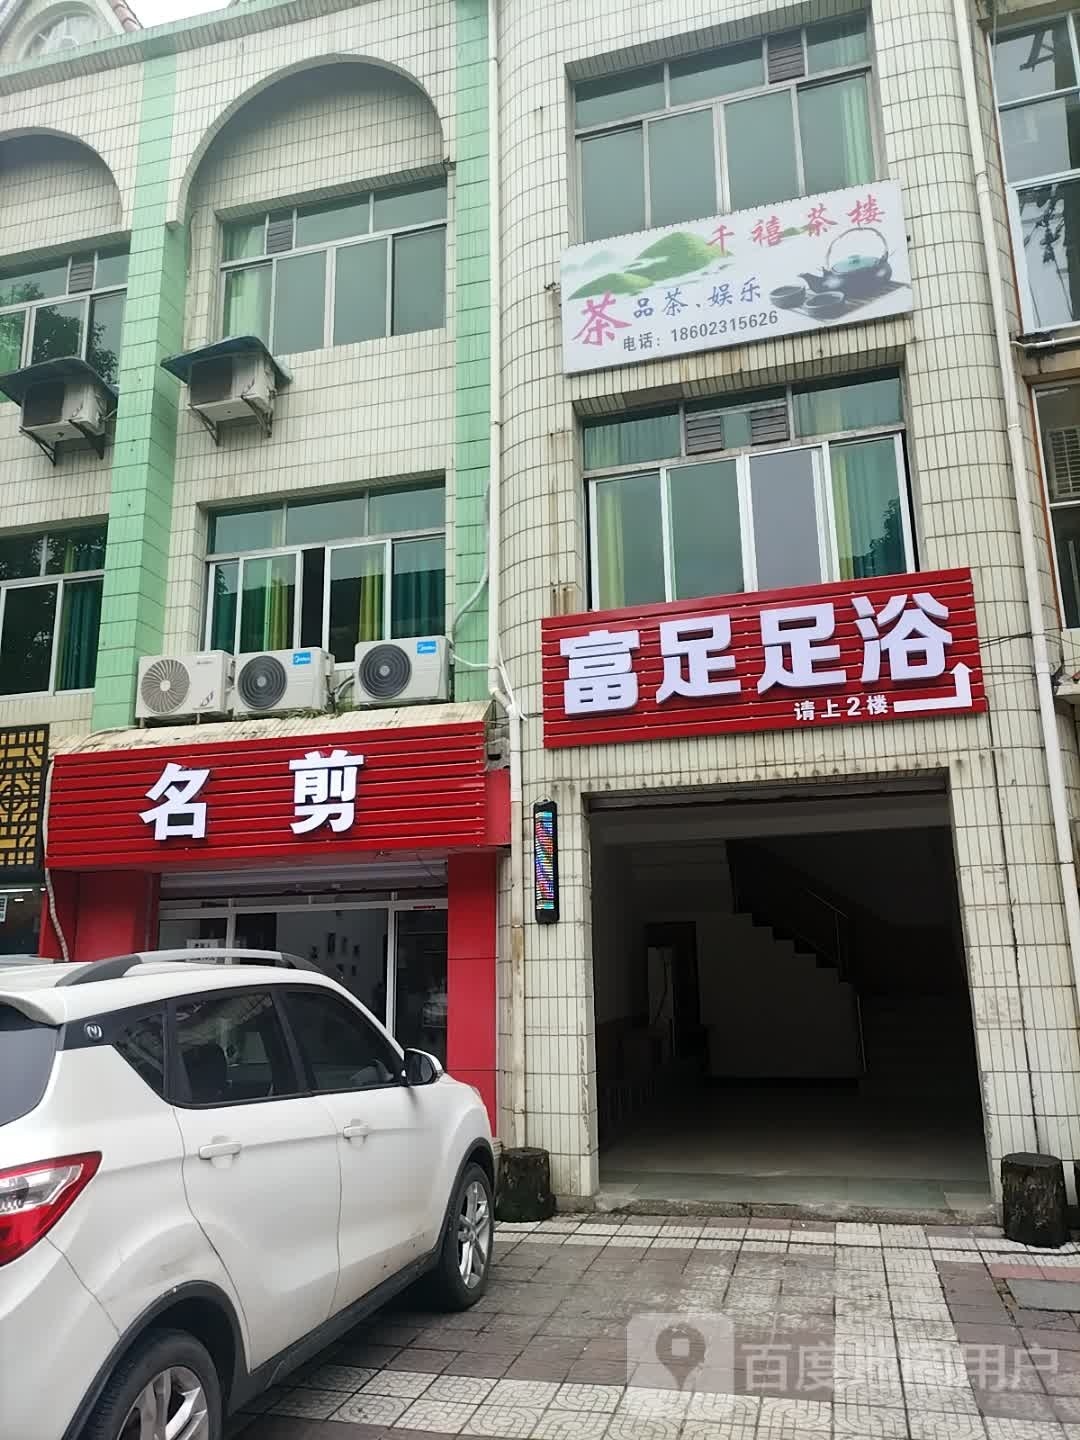 千禧茶楼
茶 品茶、娱乐
电话：18602315626
富足足浴
请上2楼
名剪
百度地图用户